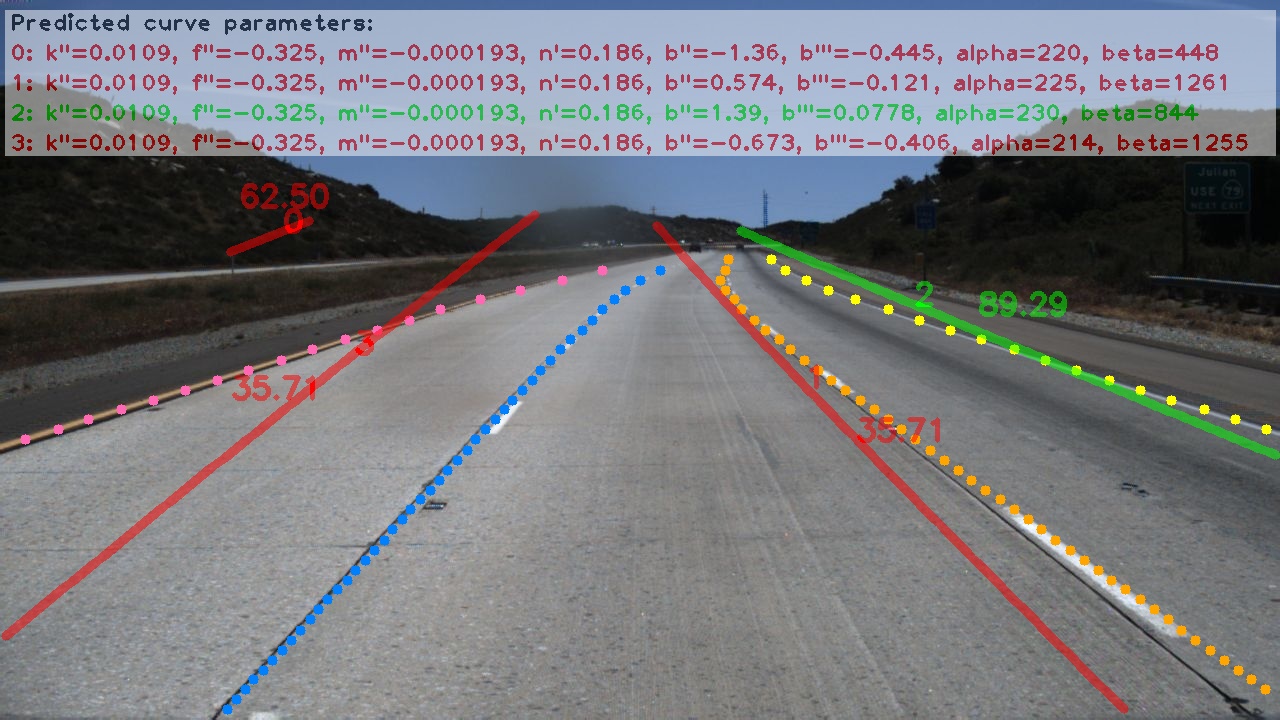 Predicted curve parameters:
0: k''=0.0109, f''=-0.325, m''=-0.000193, n'=0.186, b''=-1.36, b'''=-0.445, alpha=220, beta=448
1: k''=0.0109, f''=-0.325, m''=-0.000193, n'=0.186, b''=0.574, b'''=-0.121, alpha=225, beta=1261
2: k''=0.0109, f''=-0.325, m''=-0.000193, n'=0.186, b''=1.39, b'''=0.0778, alpha=230, beta=844
3: k''=0.0109, f''=-0.325, m''=-0.000193, n'=0.186, b''=-0.673, b'''=-0.406, alpha=214, beta=1255
Julian
USE 79
NEXT EXIT
62.50
0
2 89.29
3
35.71
1
35.71